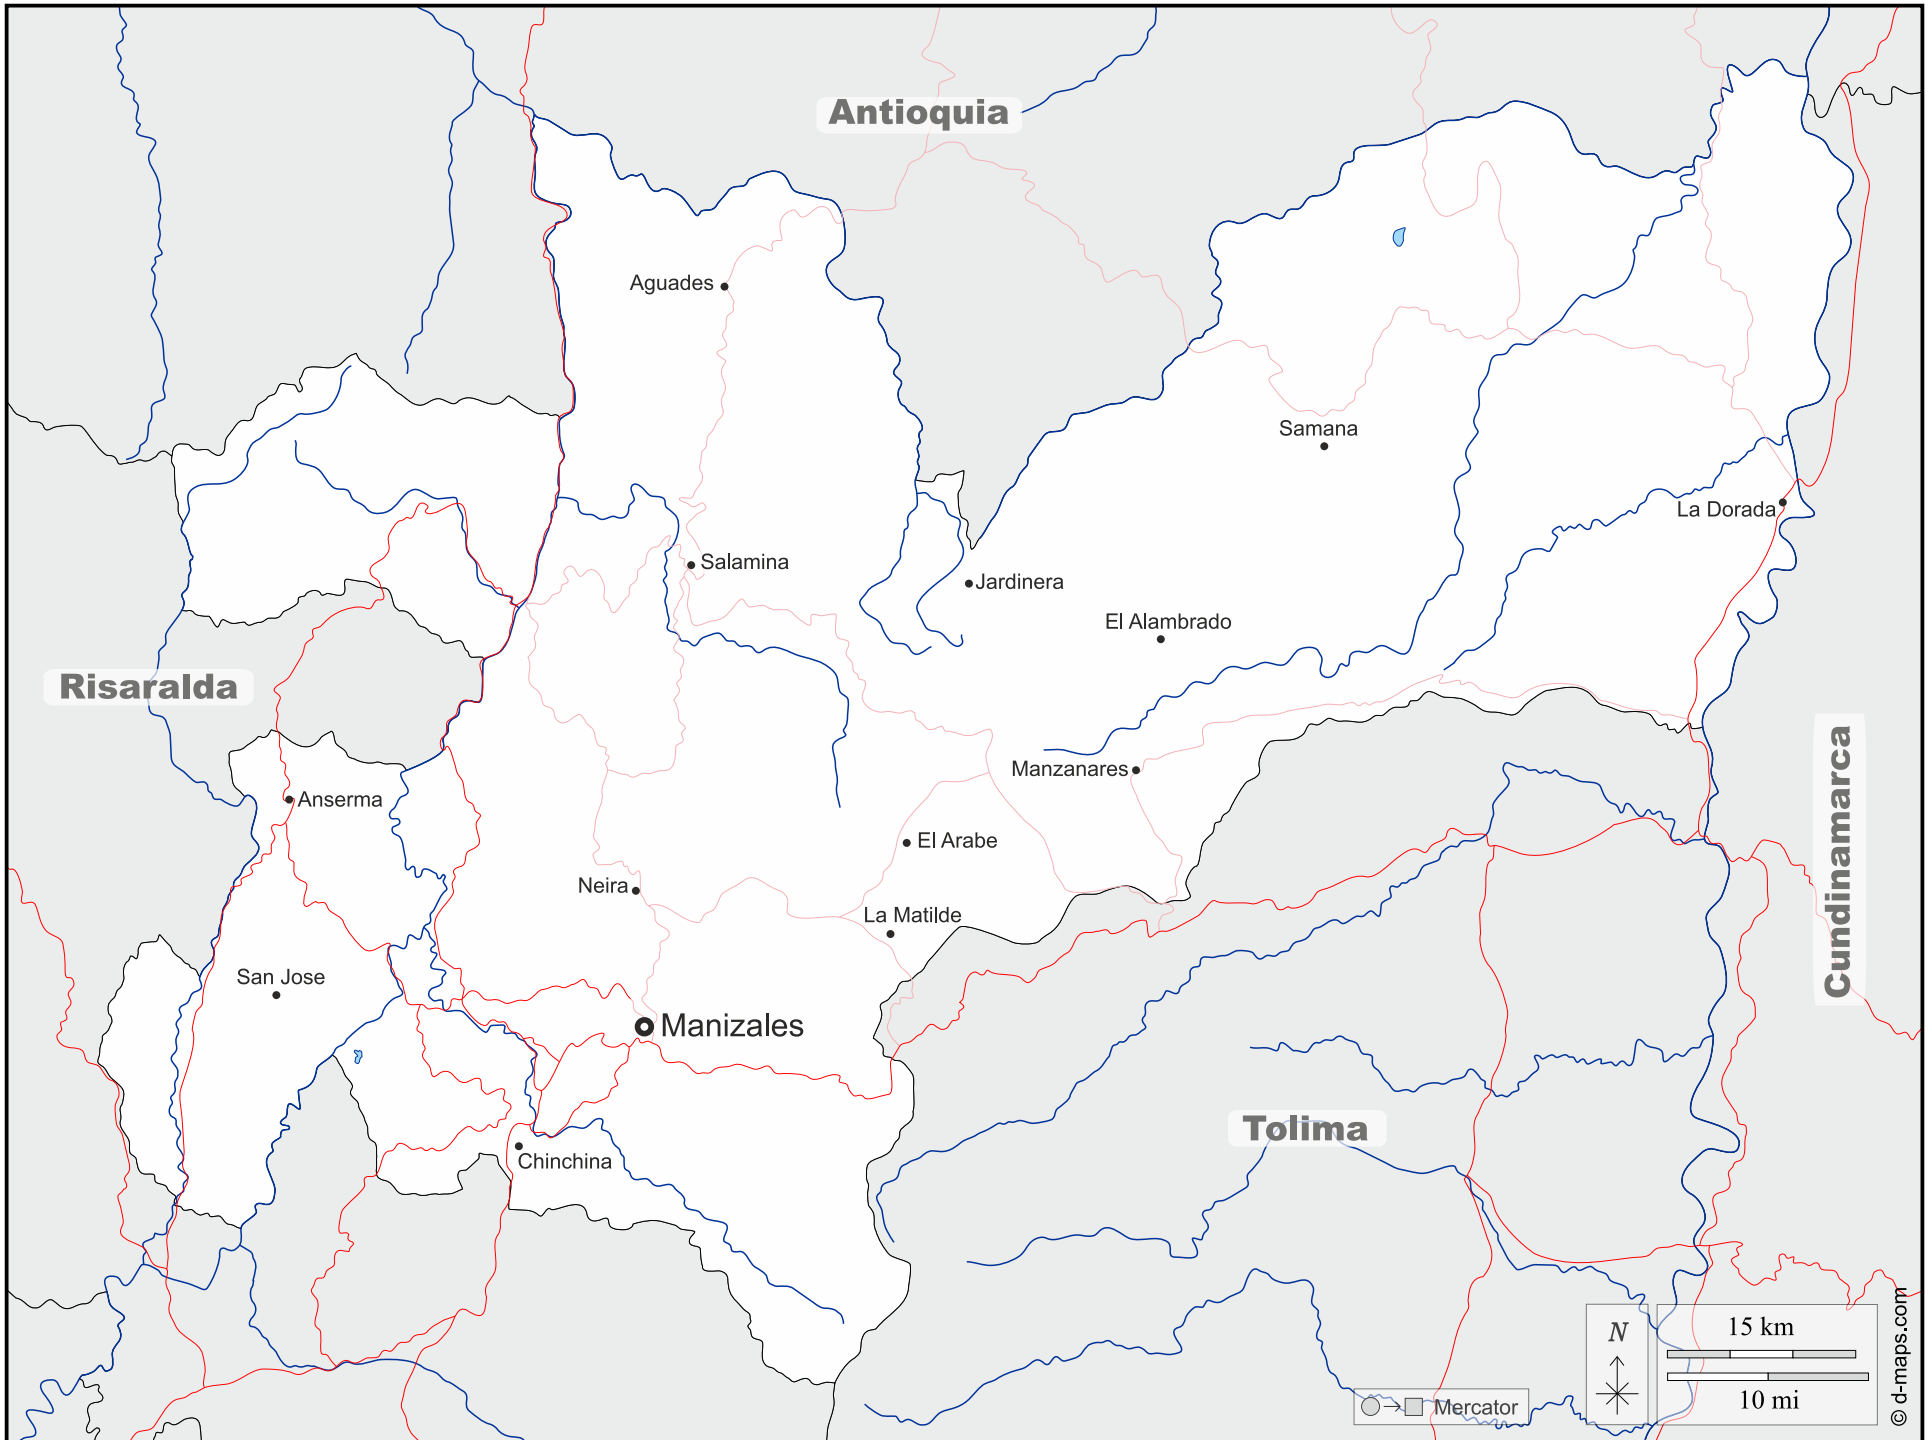 Antioquia
Aguades
Samana
La Dorada
Salamina
Jardinera
El Alambrado
Risaralda
Manzanares
Anserma
El Arabe
Neira
La Matilde
Cundinamarca
San Jose
Manizales
Tolima
Chinchina
N
15 km
10 mi
Mercator
© d-maps.com